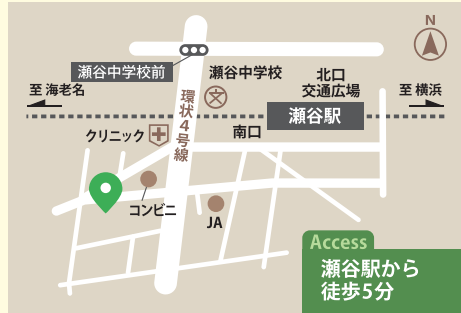 N
瀬谷中学校前
瀬谷中学校
北口
交通広場
至 海老名
至 横浜
瀬谷駅
環状4号線
文
クリニック
南口
コンビニ
JA
Access
瀬谷駅から
徒歩5分